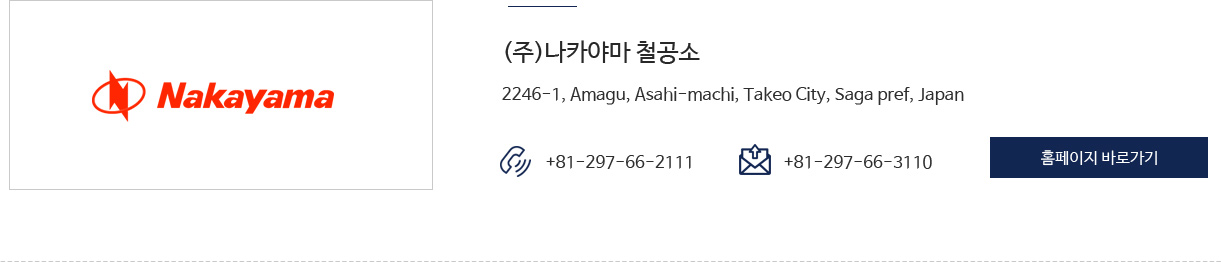 Nakayama
(주)나카야마 철공소
2246-1, Amagu, Asahi-machi, Takeo City, Saga pref, Japan
+81-297-66-2111
+81-297-66-3110
홈페이지 바로가기